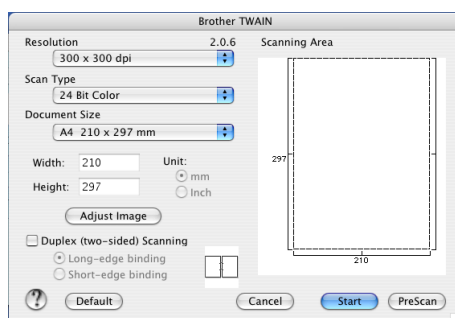 Brother TWAIN
Resolution 2.0.6
300 x 300 dpi
Scan Type
24 Bit Color
Document Size
A4 210 x 297 mm
Width: 210
Height: 297
Unit:
mm
Inch
Adjust Image
Duplex (two-sided) Scanning
Long-edge binding
Short-edge binding
Scanning Area
297
210
? Default Cancel Start PreScan